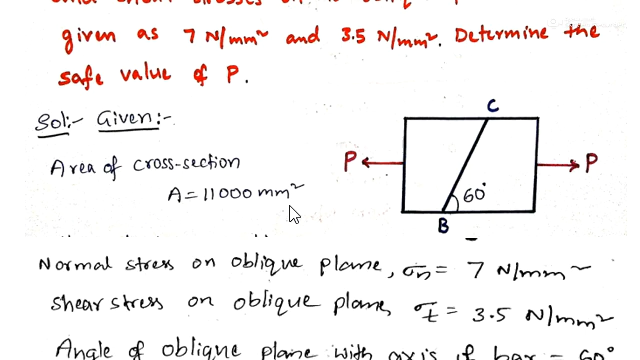 given as 7 N/mm² and 3.5 N/mm². Determine the
safe value of P.
Sol:- Given:-
Area of cross-section
A = 11000 mm²
C
P P
60°
B
Normal stress on oblique plane, σn = 7 N/mm²
Shear stress on oblique plane, σt = 3.5 N/mm²
Angle of oblique plane with axis of bar = 60°